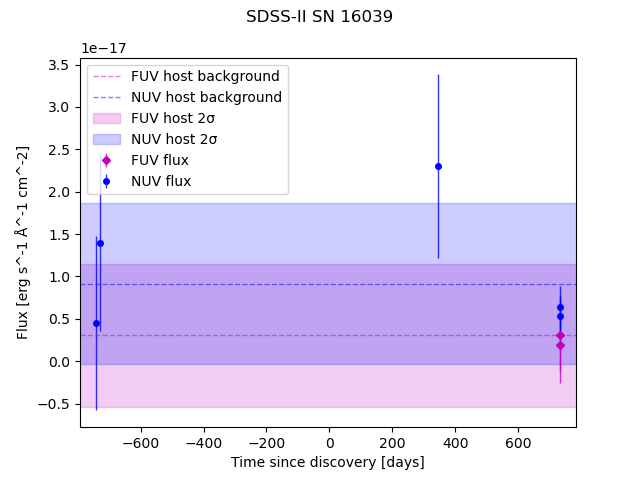 SDSS-II SN 16039
1e−17
3.5
3.0
2.5
2.0
1.5
1.0
0.5
0.0
−0.5
Flux [erg s^-1 Å^-1 cm^-2]
FUV host background
NUV host background
FUV host 2σ
NUV host 2σ
FUV flux
NUV flux
−600 −400 −200 0 200 400 600
Time since discovery [days]